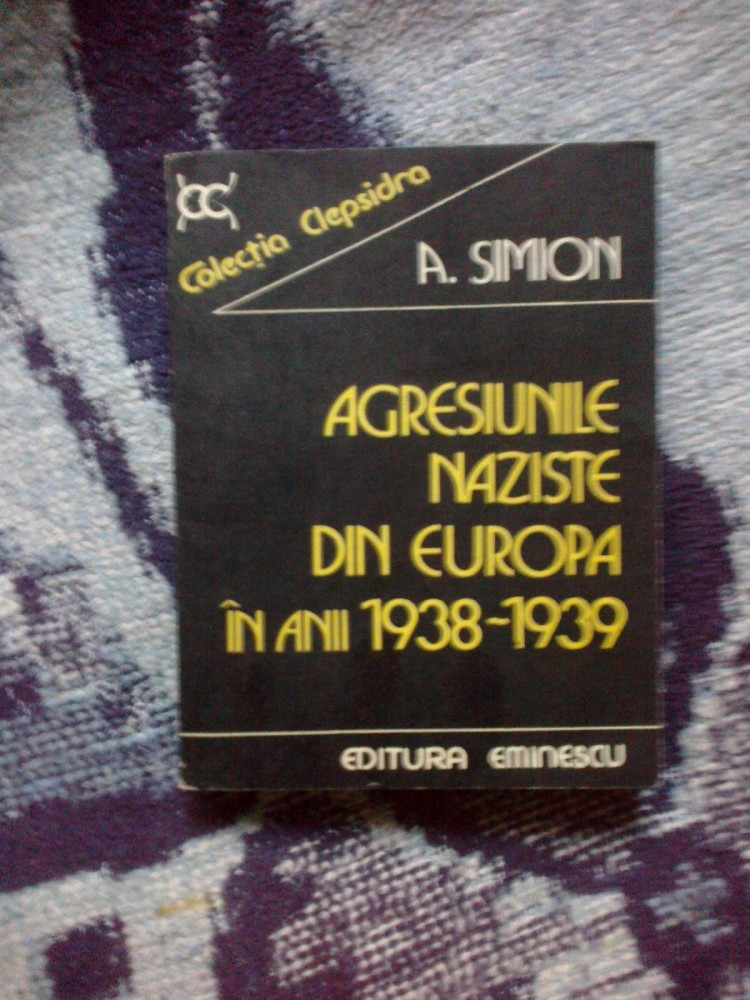 CC
Colecția Clepsidra
A. SIMION
AGRESIUNILE
NAZISTE
DIN EUROPA
ÎN ANII 1938-1939
EDITURA EMINESCU